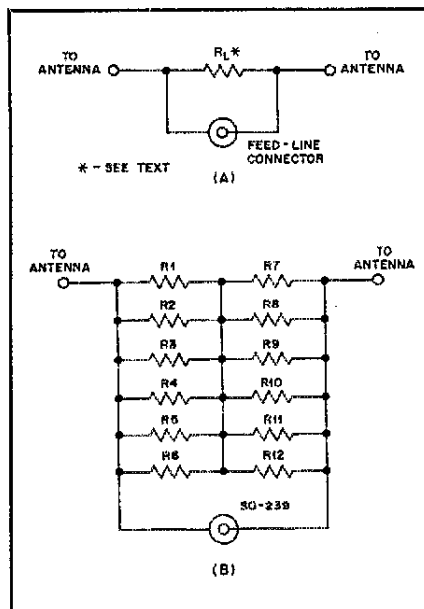 TO
ANTENNA
RL*
TO
ANTENNA
FEED-LINE
CONNECTOR
* - SEE TEXT
(A)
TO
ANTENNA
TO
ANTENNA
R1
R7
R2
R8
R3
R9
R4
R10
R5
R11
R6
R12
SO-239
(B)